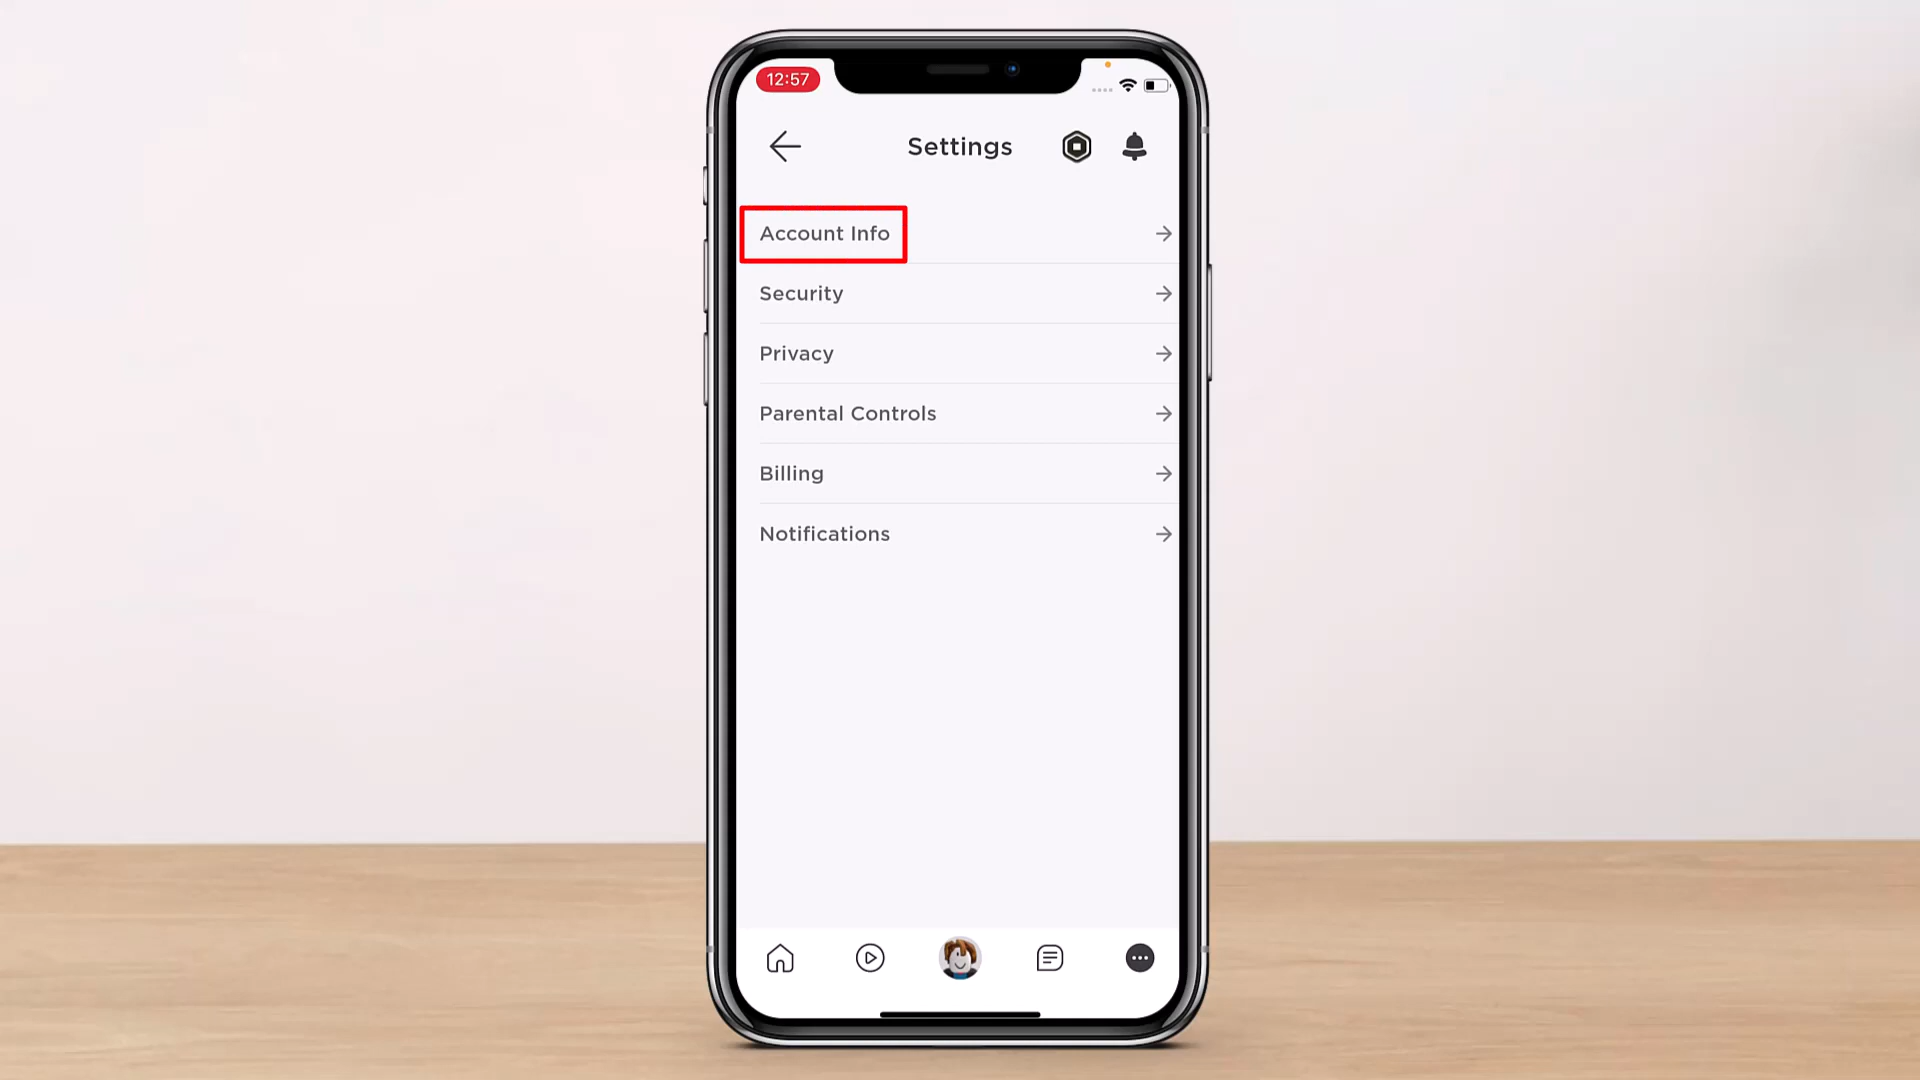 12:57
Settings
Account Info
Security
Privacy
Parental Controls
Billing
Notifications